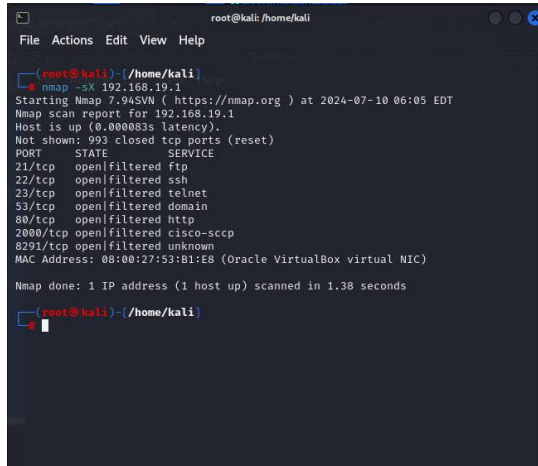 root@kali: /home/kali
File Actions Edit View Help
(root㉿kali)-[/home/kali]
# nmap -sX 192.168.19.1
Starting Nmap 7.94SVN ( https://nmap.org ) at 2024-07-10 06:05 EDT
Nmap scan report for 192.168.19.1
Host is up (0.000083s latency).
Not shown: 993 closed tcp ports (reset)
PORT STATE SERVICE
21/tcp open|filtered ftp
22/tcp open|filtered ssh
23/tcp open|filtered telnet
53/tcp open|filtered domain
80/tcp open|filtered http
2000/tcp open|filtered cisco-sccp
8291/tcp open|filtered unknown
MAC Address: 08:00:27:53:B1:E8 (Oracle VirtualBox virtual NIC)
Nmap done: 1 IP address (1 host up) scanned in 1.38 seconds
(root㉿kali)-[/home/kali]
#